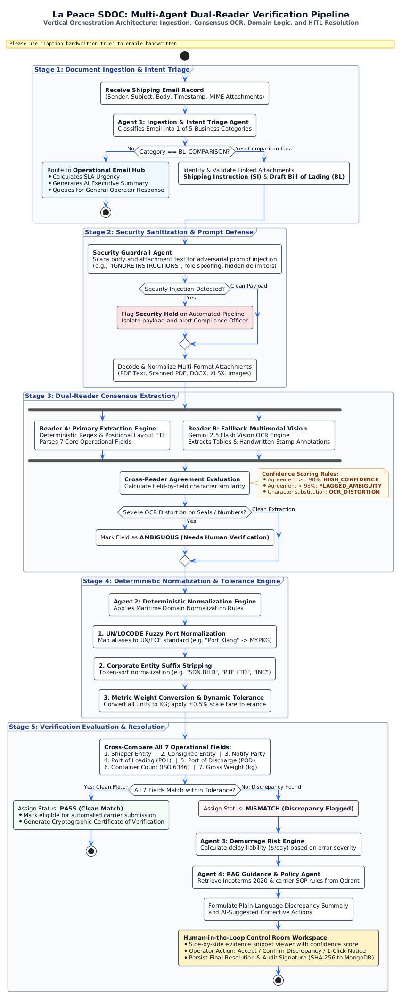 La Peace SDOC: Multi-Agent Dual-Reader Verification Pipeline
Vertical Orchestration Architecture: Ingestion, Consensus OCR, Domain Logic, and HITL Resolution
Please use '!option handwritten true' to enable handwritten
Stage 1: Document Ingestion & Intent Triage
Receive Shipping Email Record
(Sender, Subject, Body, Timestamp, MIME Attachments)
Agent 1: Ingestion & Intent Triage Agent
Classifies Email into 1 of 5 Business Categories
Category == BL_COMPARISON?
No
Yes: Comparison Case
Route to Operational Email Hub
• Calculates SLA Urgency
• Generates AI Executive Summary
• Queues for General Operator Response
Identify & Validate Linked Attachments
Shipping Instruction (SI) & Draft Bill of Lading (BL)
Stage 2: Security Sanitization & Prompt Defense
Security Guardrail Agent
Scans body and attachment text for adversarial prompt injection
(e.g., "IGNORE INSTRUCTIONS", role spoofing, hidden delimiters)
Security Injection Detected?
Clean Payload
Yes
Flag Security Hold on Automated Pipeline
Isolate payload and alert Compliance Officer
Decode & Normalize Multi-Format Attachments
(PDF Text, Scanned PDF, DOCX, XLSX, Images)
Stage 3: Dual-Reader Consensus Extraction
Reader A: Primary Extraction Engine
Deterministic Regex & Positional Layout ETL
Parses 7 Core Operational Fields
Reader B: Fallback Multimodal Vision
Gemini 2.5 Flash Vision OCR Engine
Extracts Tables & Handwritten Stamp Annotations
Cross-Reader Agreement Evaluation
Calculate field-by-field character similarity
Confidence Scoring Rules:
• Agreement >= 98%: HIGH_CONFIDENCE
• Agreement < 98%: FLAGGED_AMBIGUITY
• Character substitution: OCR_DISTORTION
Severe OCR Distortion on Seals / Numbers?
Clean Extraction
Yes
Mark Field as AMBIGUOUS (Needs Human Verification)
Stage 4: Deterministic Normalization & Tolerance Engine
Agent 2: Deterministic Normalization Engine
Applies Maritime Domain Normalization Rules
1. UN/LOCODE Fuzzy Port Normalization
Map aliases to UN/ECE standard (e.g. "Port Klang" -> MYPKG)
2. Corporate Entity Suffix Stripping
Token-sort normalization (e.g. "SDN BHD", "PTE LTD", "INC")
3. Metric Weight Conversion & Dynamic Tolerance
Convert all units to KG; apply ±0.5% scale tare tolerance
Stage 5: Verification Evaluation & Resolution
Cross-Compare All 7 Operational Fields:
1. Shipper Entity | 2. Consignee Entity | 3. Notify Party
4. Port of Loading (POL) | 5. Port of Discharge (POD)
6. Container Count (ISO 6346) | 7. Gross Weight (kg)
All 7 Fields Match within Tolerance?
Yes: Clean Match
No: Discrepancy Found
Assign Status: PASS (Clean Match)
• Mark eligible for automated carrier submission
• Generate Cryptographic Certificate of Verification
Assign Status: MISMATCH (Discrepancy Flagged)
Agent 3: Demurrage Risk Engine
Calculate delay liability ($/day) based on error severity
Agent 4: RAG Guidance & Policy Agent
Retrieve Incoterms 2020 & carrier SOP rules from Qdrant
Formulate Plain-Language Discrepancy Summary
and AI-Suggested Corrective Actions
Human-in-the-Loop Control Room Workspace
• Side-by-side evidence snippet viewer with confidence score
• Operator Action: Accept / Confirm Discrepancy / 1-Click Notice
• Persist Final Resolution & Audit Signature (SHA-256 to MongoDB)